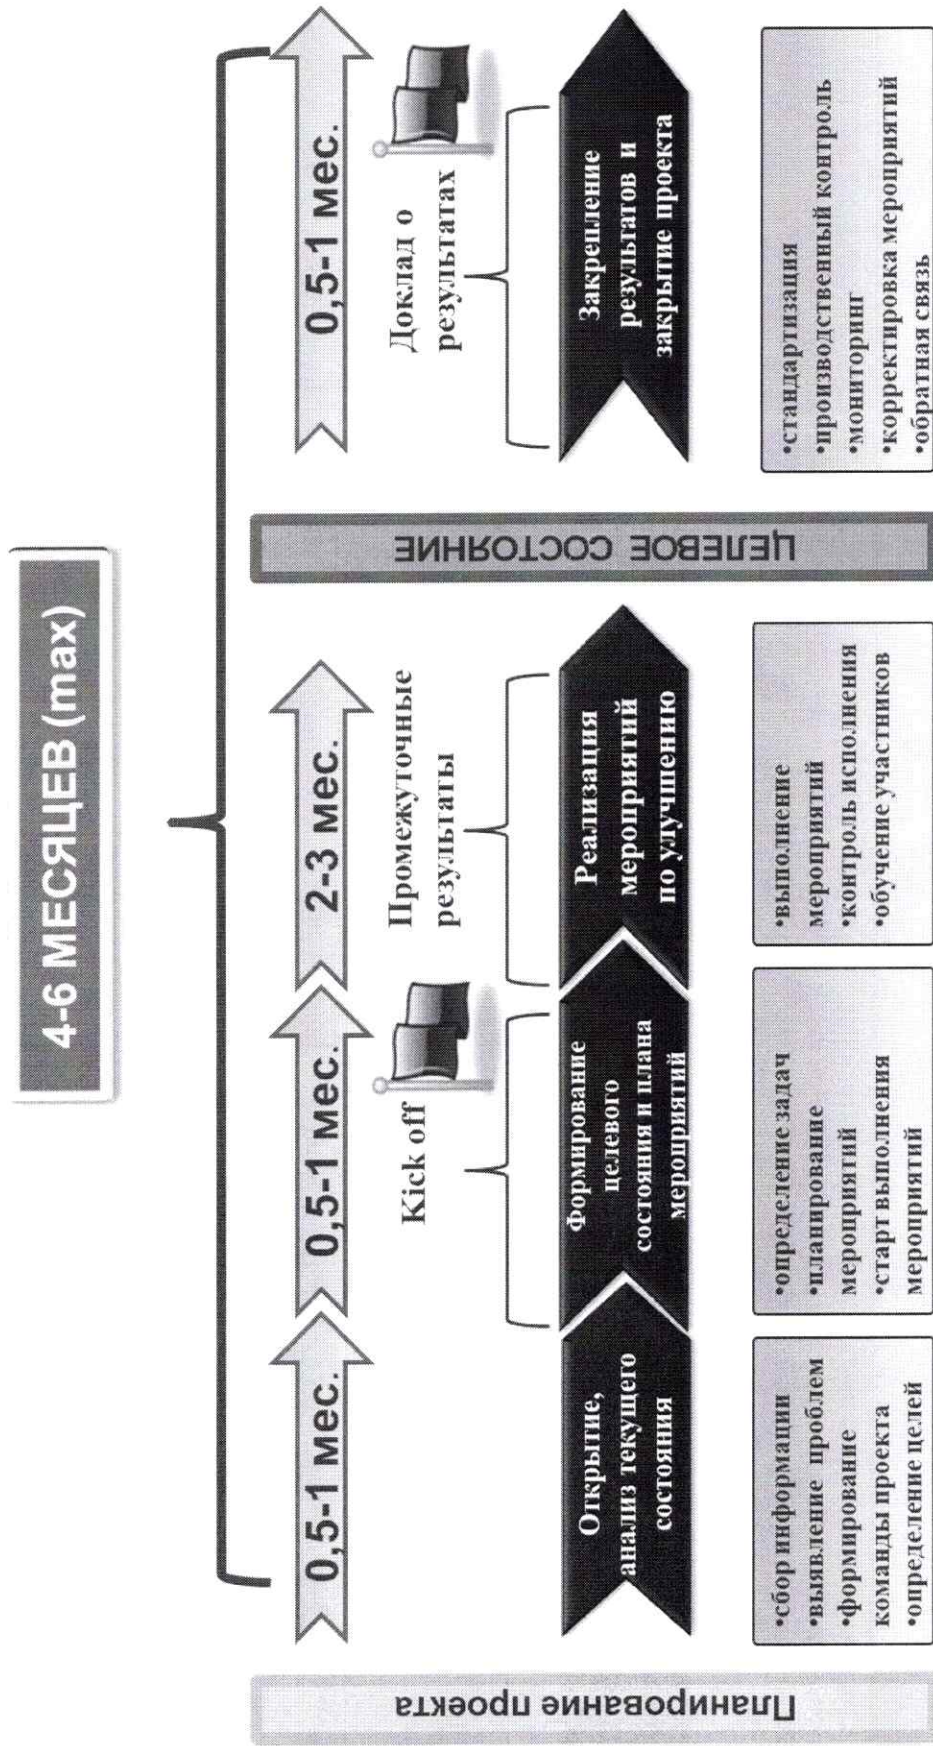 4-6 МЕСЯЦЕВ (max)
0,5-1 мес.
0,5-1 мес.
2-3 мес.
0,5-1 мес.
Kick off
Промежуточные
результаты
Доклад о
результатах
Планирование проекта
Открытие,
анализ текущего
состояния
Формирование
целевого
состояния и плана
мероприятий
Реализация
мероприятий
по улучшению
ЦЕЛЕВОЕ СОСТОЯНИЕ
Закрепление
результатов и
закрытие проекта
•сбор информации
•выявление проблем
•формирование
команды проекта
•определение целей
•определение задач
•планирование
мероприятий
•старт выполнения
мероприятий
•выполнение
мероприятий
•контроль исполнения
•обучение участников
•стандартизация
•производственный контроль
•мониторинг
•корректировка мероприятий
•обратная связь